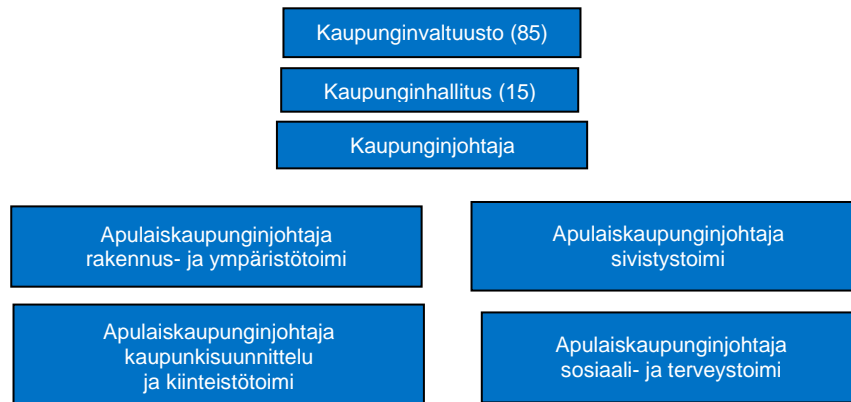 Kaupunginvaltuusto (85)
Kaupunginhallitus (15)
Kaupunginjohtaja
Apulaiskaupunginjohtaja
rakennus- ja ympäristötoimi
Apulaiskaupunginjohtaja
sivistystoimi
Apulaiskaupunginjohtaja
kaupunkisuunnittelu
ja kiinteistötoimi
Apulaiskaupunginjohtaja
sosiaali- ja terveystoimi